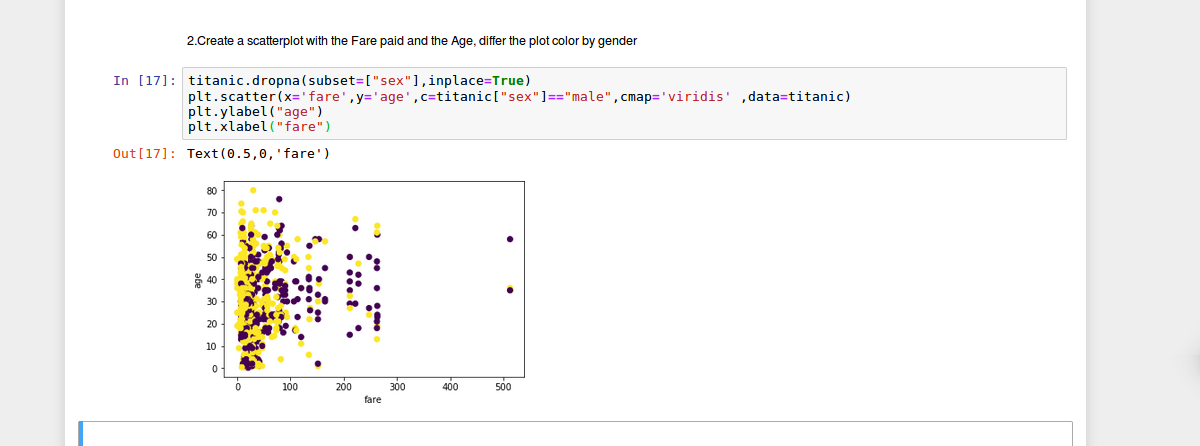 2.Create a scatterplot with the Fare paid and the Age, differ the plot color by gender
In [17]: titanic.dropna(subset=["sex"],inplace=True)
plt.scatter(x='fare',y='age',c=titanic["sex"]=="male",cmap='viridis' ,data=titanic)
plt.ylabel("age")
plt.xlabel("fare")
Out[17]: Text(0.5,0,'fare')
80
70
60
50
40
30
20
10
0
age
0 100 200 300 400 500
fare